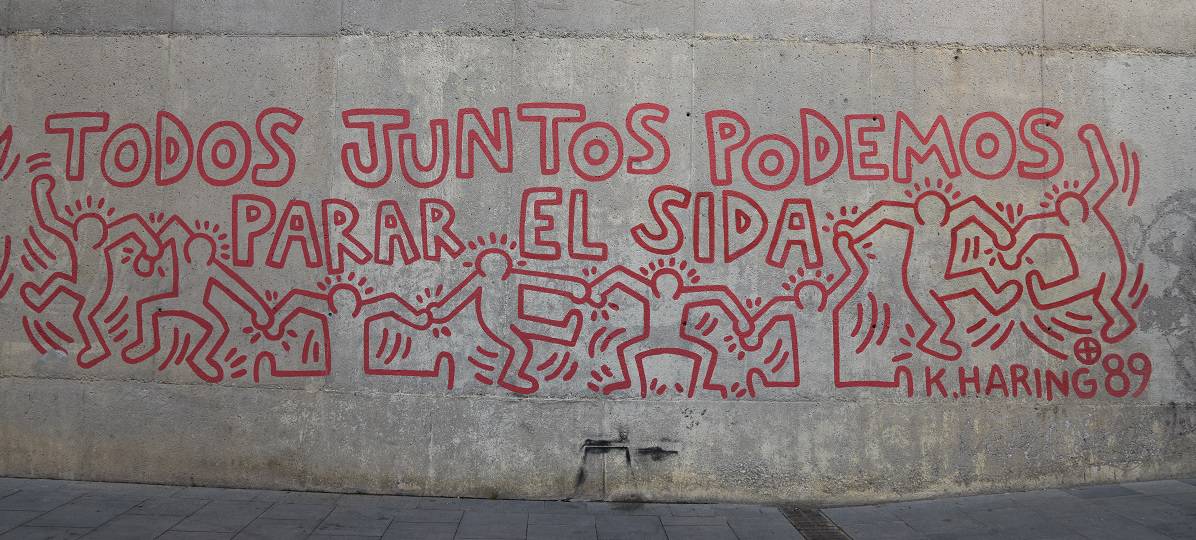 TODOS JUNTOS PODEMOS
PARAR EL SIDA
K. HARING 89